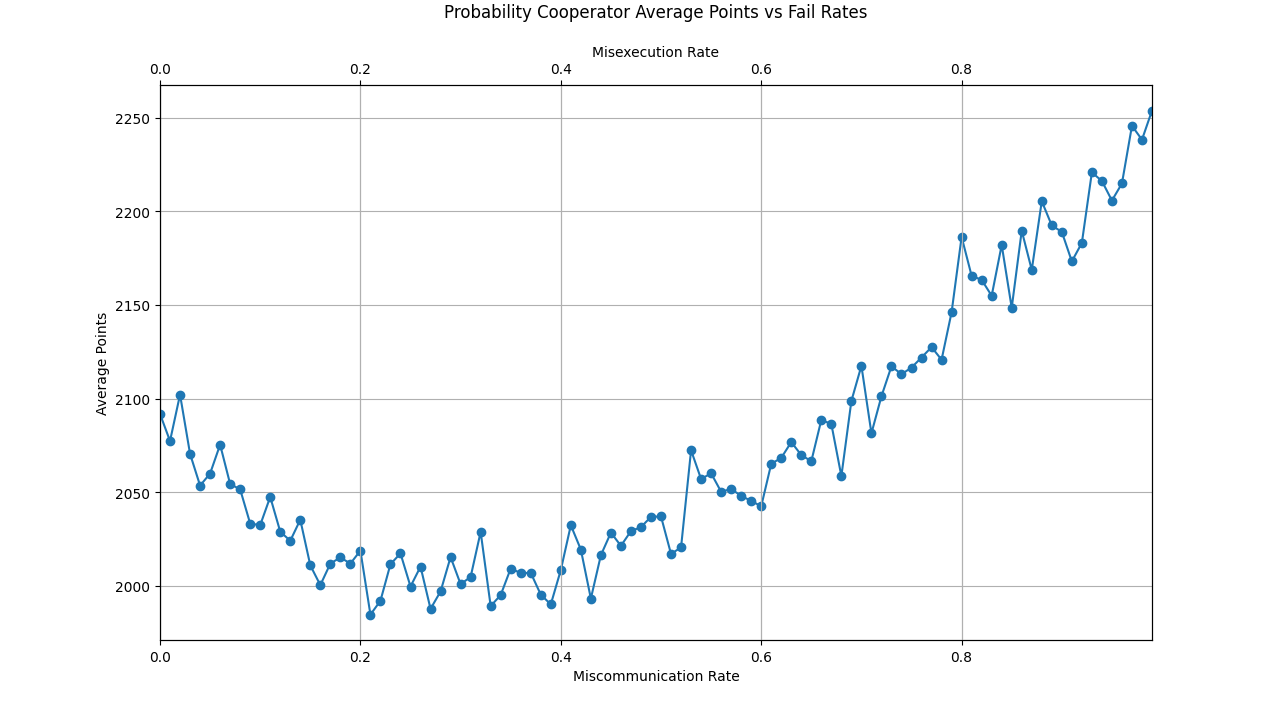 Probability Cooperator Average Points vs Fail Rates
Misexecution Rate
0.0 0.2 0.4 0.6 0.8
2250
2200
2150
2100
2050
2000
Average Points
0.0 0.2 0.4 0.6 0.8
Miscommunication Rate